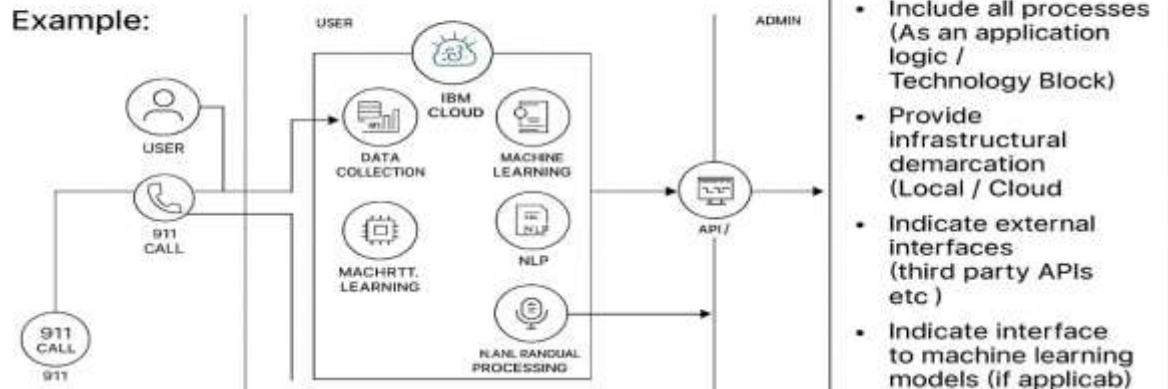 Example:
USER
ADMIN
IBM
CLOUD
USER
DATA
COLLECTION
MACHINE
LEARNING
911
CALL
MACHRTT.
LEARNING
NLP
NLP
API /
911
CALL
911
N.ANL RANDUAL
PROCESSING
• Include all processes
(As an application
logic /
Technology Block)
• Provide
infrastructural
demarcation
(Local / Cloud
• Indicate external
interfaces
(third party APIs
etc )
• Indicate interface
to machine learning
models (if applicab)